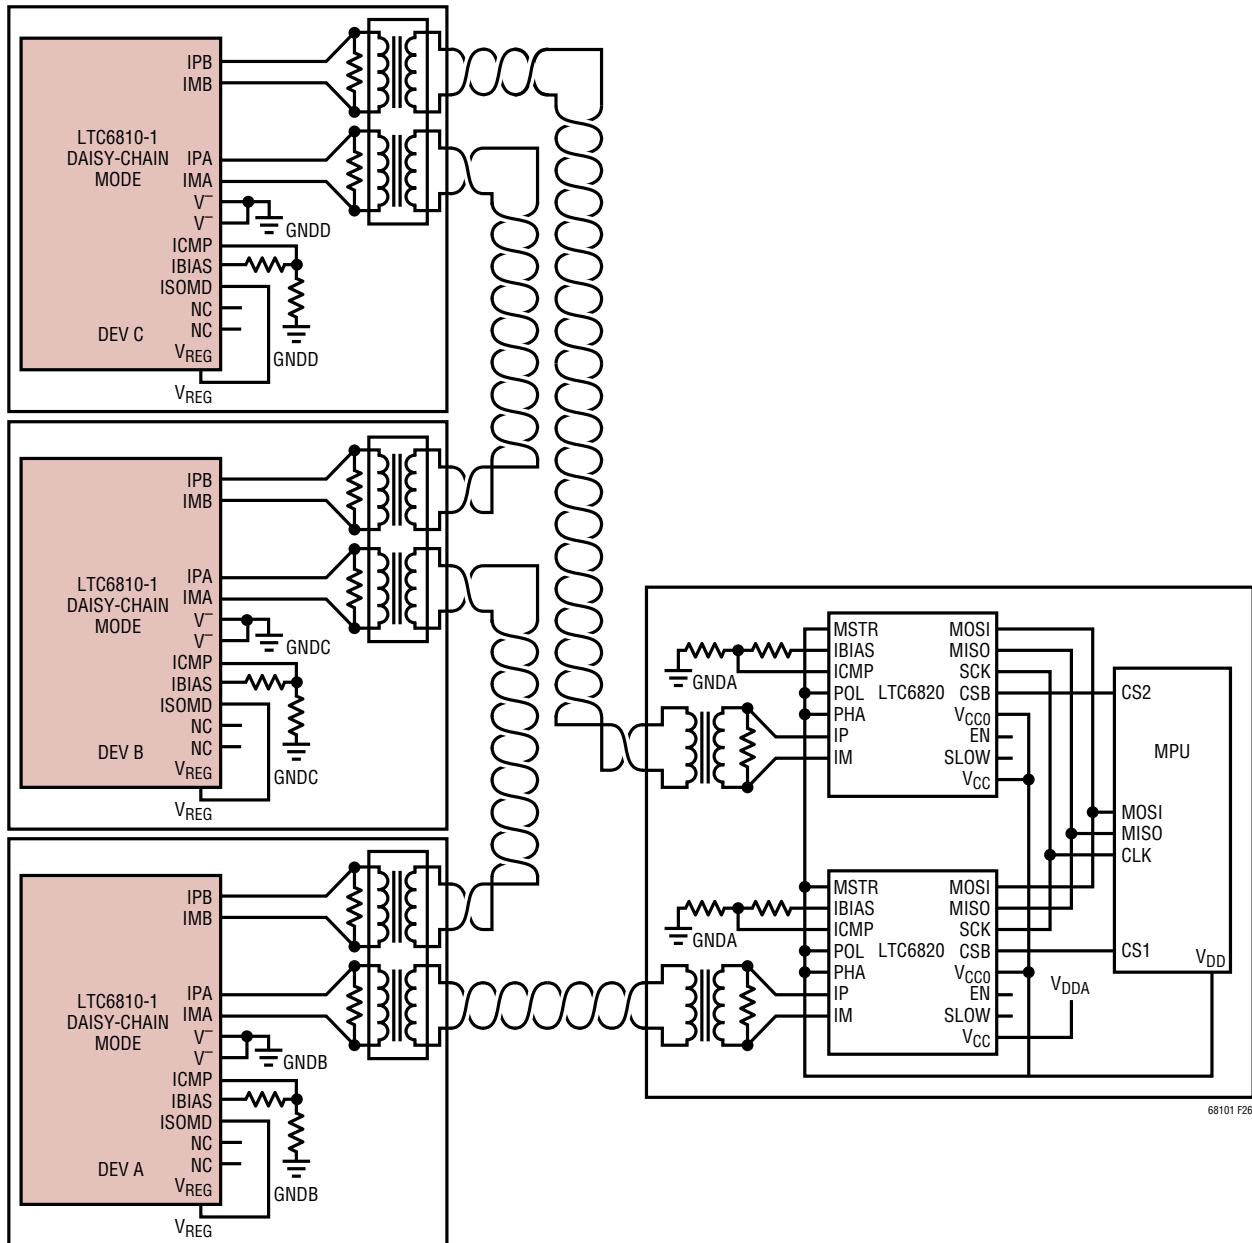 IPB
IMB
LTC6810-1
DAISY-CHAIN
MODE
IPA
IMA
V–
V–
GNDD
ICMP
IBIAS
ISOMD
NC
NC
DEV C
GNDD
VREG
VREG
IPB
IMB
LTC6810-1
DAISY-CHAIN
MODE
IPA
IMA
V–
V–
GNDC
ICMP
IBIAS
ISOMD
NC
NC
DEV B
GNDC
VREG
VREG
IPB
IMB
LTC6810-1
DAISY-CHAIN
MODE
IPA
IMA
V–
V–
GNDB
ICMP
IBIAS
ISOMD
NC
NC
DEV A
GNDB
VREG
VREG
MSTR
IBIAS
ICMP
POL
PHA
IP
IM
GNDA
LTC6820
MOSI
MISO
SCK
CSB
VCC0
EN
SLOW
VCC
MSTR
IBIAS
ICMP
POL
PHA
IP
IM
GNDA
LTC6820
MOSI
MISO
SCK
CSB
VCC0
EN
SLOW
VCC
VDDA
CS2
MPU
MOSI
MISO
CLK
CS1
VDD
68101 F26